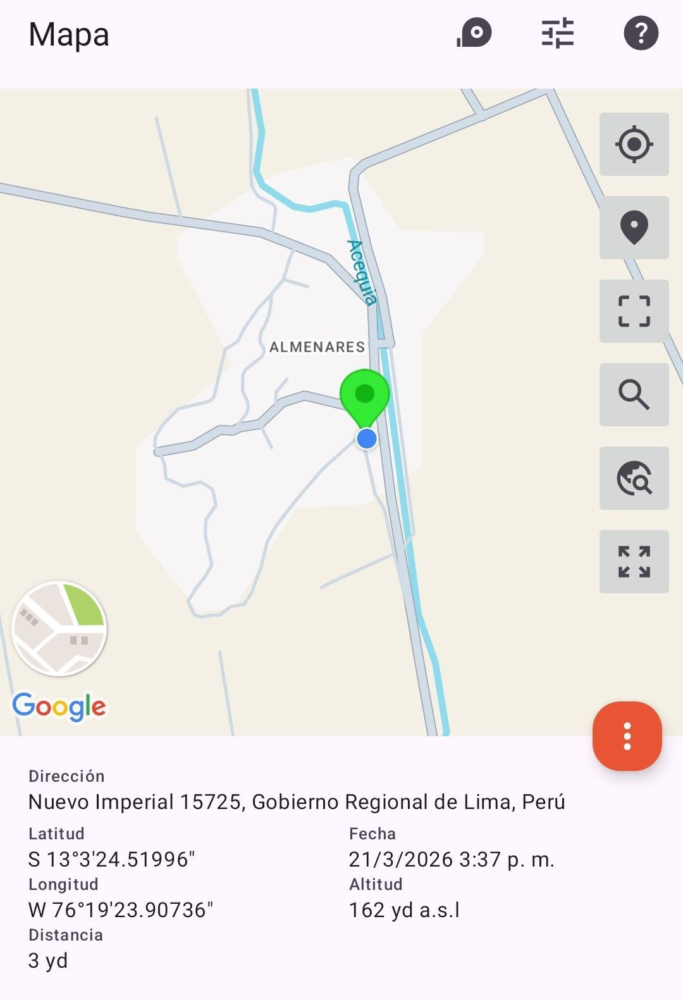 Mapa
Acequia
ALMENARES
Google
Dirección
Nuevo Imperial 15725, Gobierno Regional de Lima, Perú
Latitud
S 13°3'24.51996"
Fecha
21/3/2026 3:37 p. m.
Longitud
W 76°19'23.90736"
Altitud
162 yd a.s.l
Distancia
3 yd